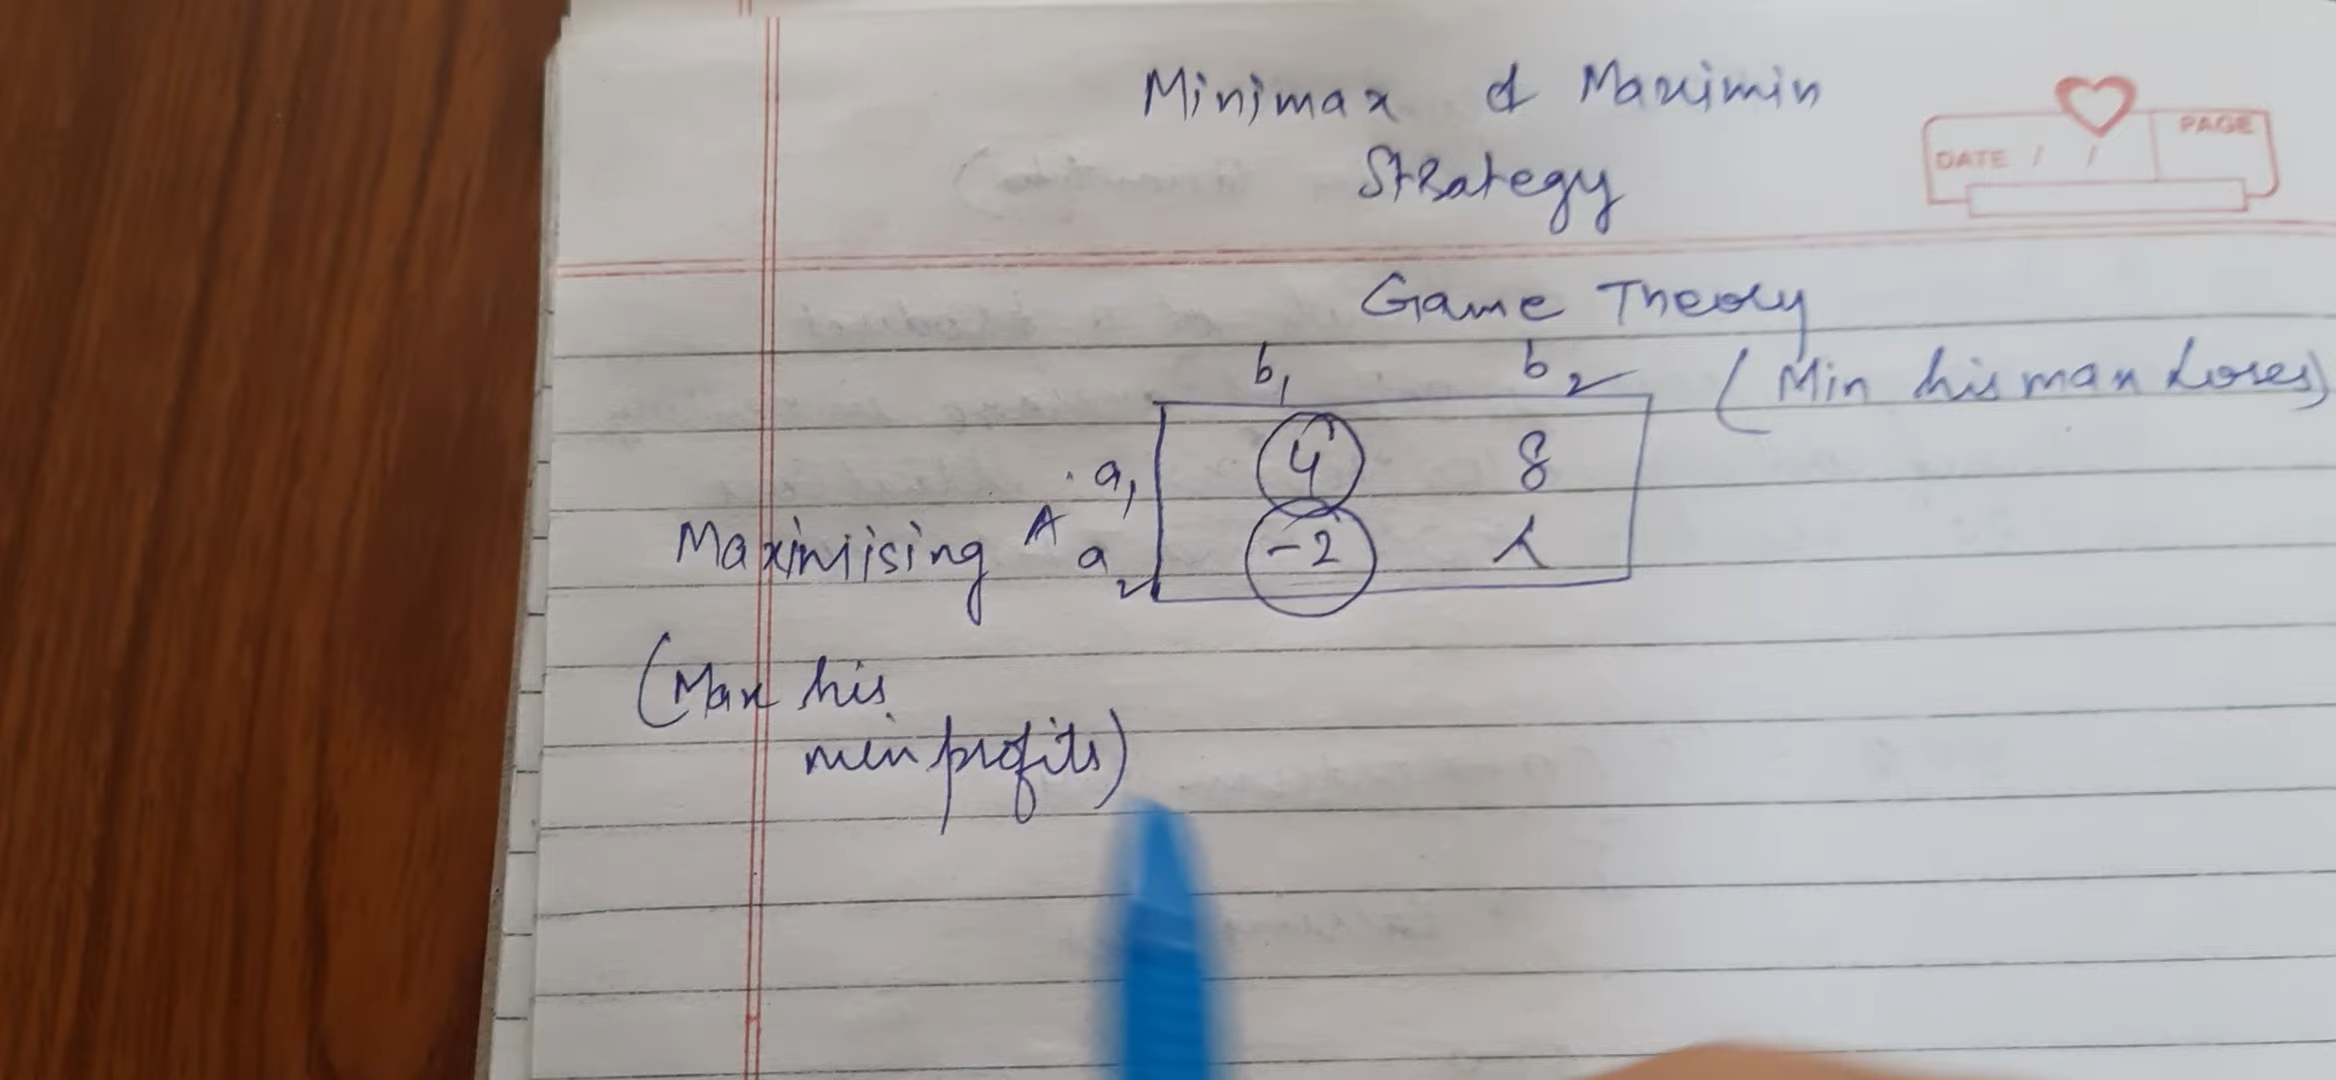 Minimax & Maximin
Strategy
DATE / / PAGE
Game Theory
b1 b2 (Min his max Loses)
a1 4 8
Maximising A a2 -2 λ
(Max his
min profits)